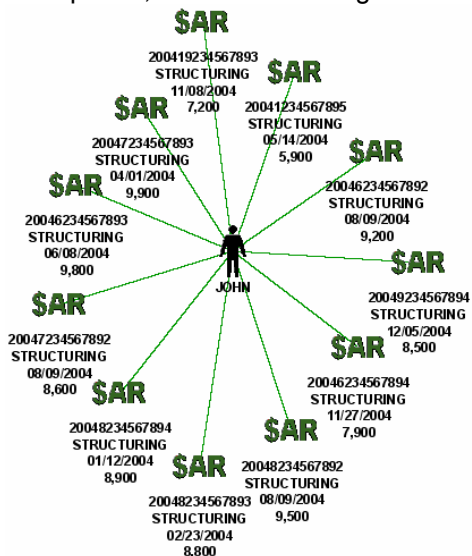 $AR
200419234567893
STRUCTURING
11/08/2004
7,200
$AR
20041234567895
STRUCTURING
05/14/2004
5,900
$AR
20047234567893
STRUCTURING
04/01/2004
9,900
$AR
20046234567892
STRUCTURING
08/09/2004
9,200
$AR
20046234567893
STRUCTURING
06/08/2004
9,800
$AR
20049234567894
STRUCTURING
12/05/2004
8,500
JOHN
$AR
20047234567892
STRUCTURING
08/09/2004
8,600
$AR
20046234567894
STRUCTURING
11/27/2004
7,900
$AR
20048234567894
STRUCTURING
01/12/2004
8,900
$AR
20048234567892
STRUCTURING
08/09/2004
9,500
$AR
20048234567893
STRUCTURING
02/23/2004
8,800